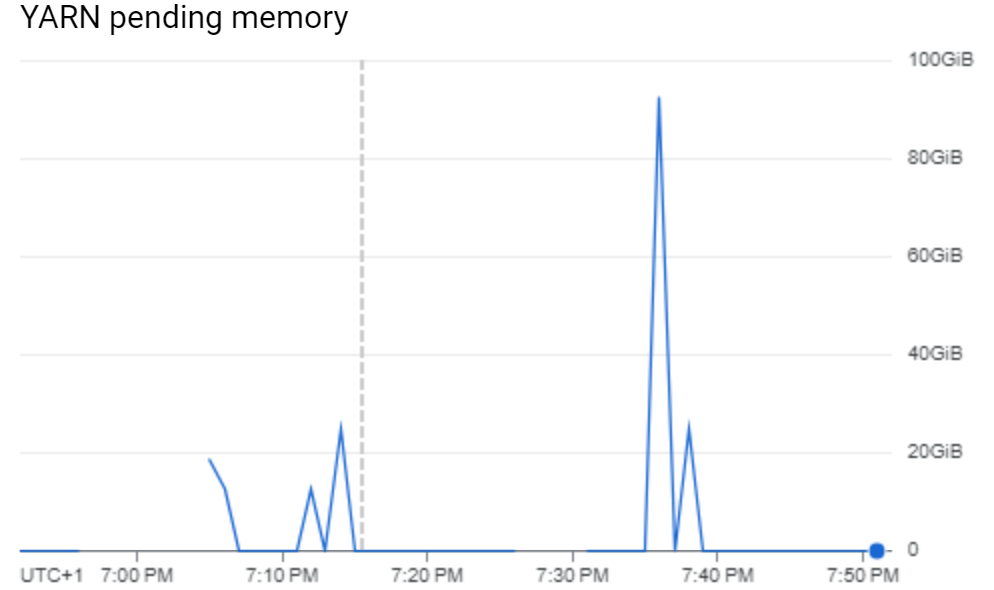 YARN pending memory
100GiB
80GiB
60GiB
40GiB
20GiB
0
UTC+1 7:00 PM 7:10 PM 7:20 PM 7:30 PM 7:40 PM 7:50 PM